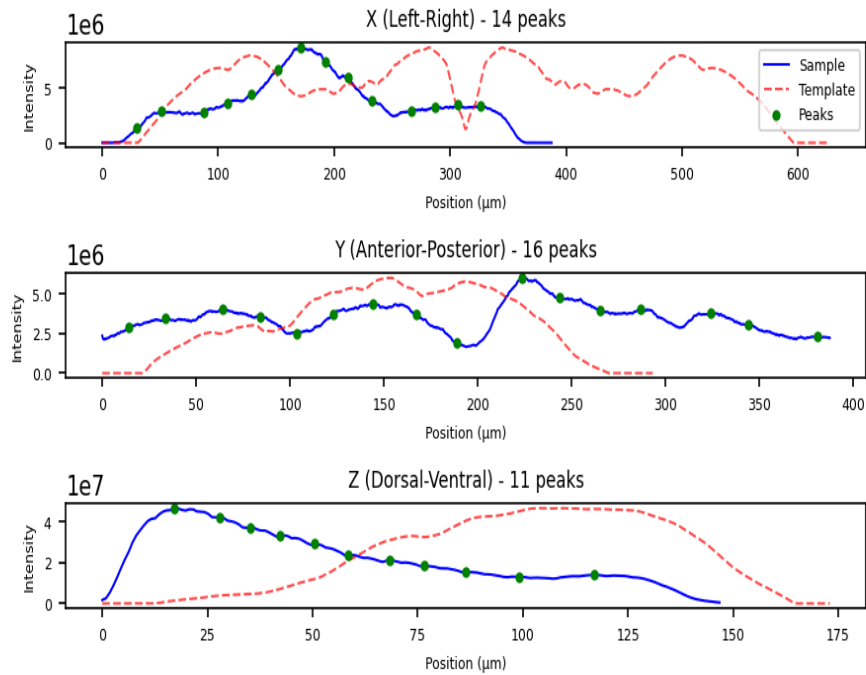 X (Left-Right) - 14 peaks
1e6
Intensity
5
0
Sample
Template
Peaks
0 100 200 300 400 500 600
Position (µm)
Y (Anterior-Posterior) - 16 peaks
1e6
Intensity
5.0
2.5
0.0
0 50 100 150 200 250 300 350 400
Position (µm)
Z (Dorsal-Ventral) - 11 peaks
1e7
Intensity
4
2
0
0 25 50 75 100 125 150 175
Position (µm)